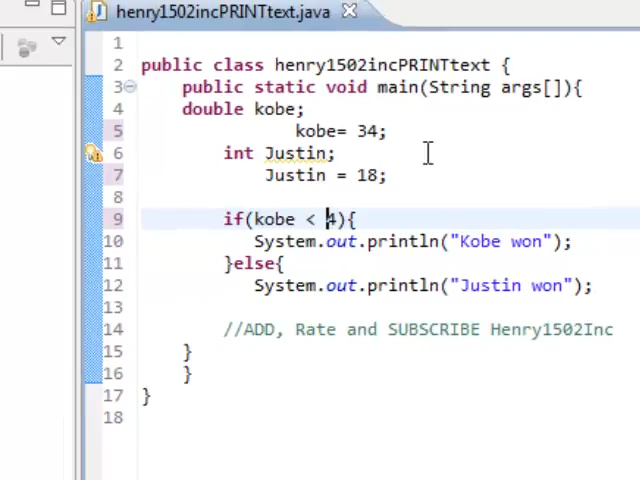 henry1502incPRINTtext.java
1
2 public class henry1502incPRINTtext {
3 public static void main(String args[]){
4 double kobe;
5 kobe= 34;
6 int Justin;
7 Justin = 18;
8
9 if(kobe < 4){
10 System.out.println("Kobe won");
11 }else{
12 System.out.println("Justin won");
13
14 //ADD, Rate and SUBSCRIBE Henry1502Inc
15 }
16 }
17 }
18